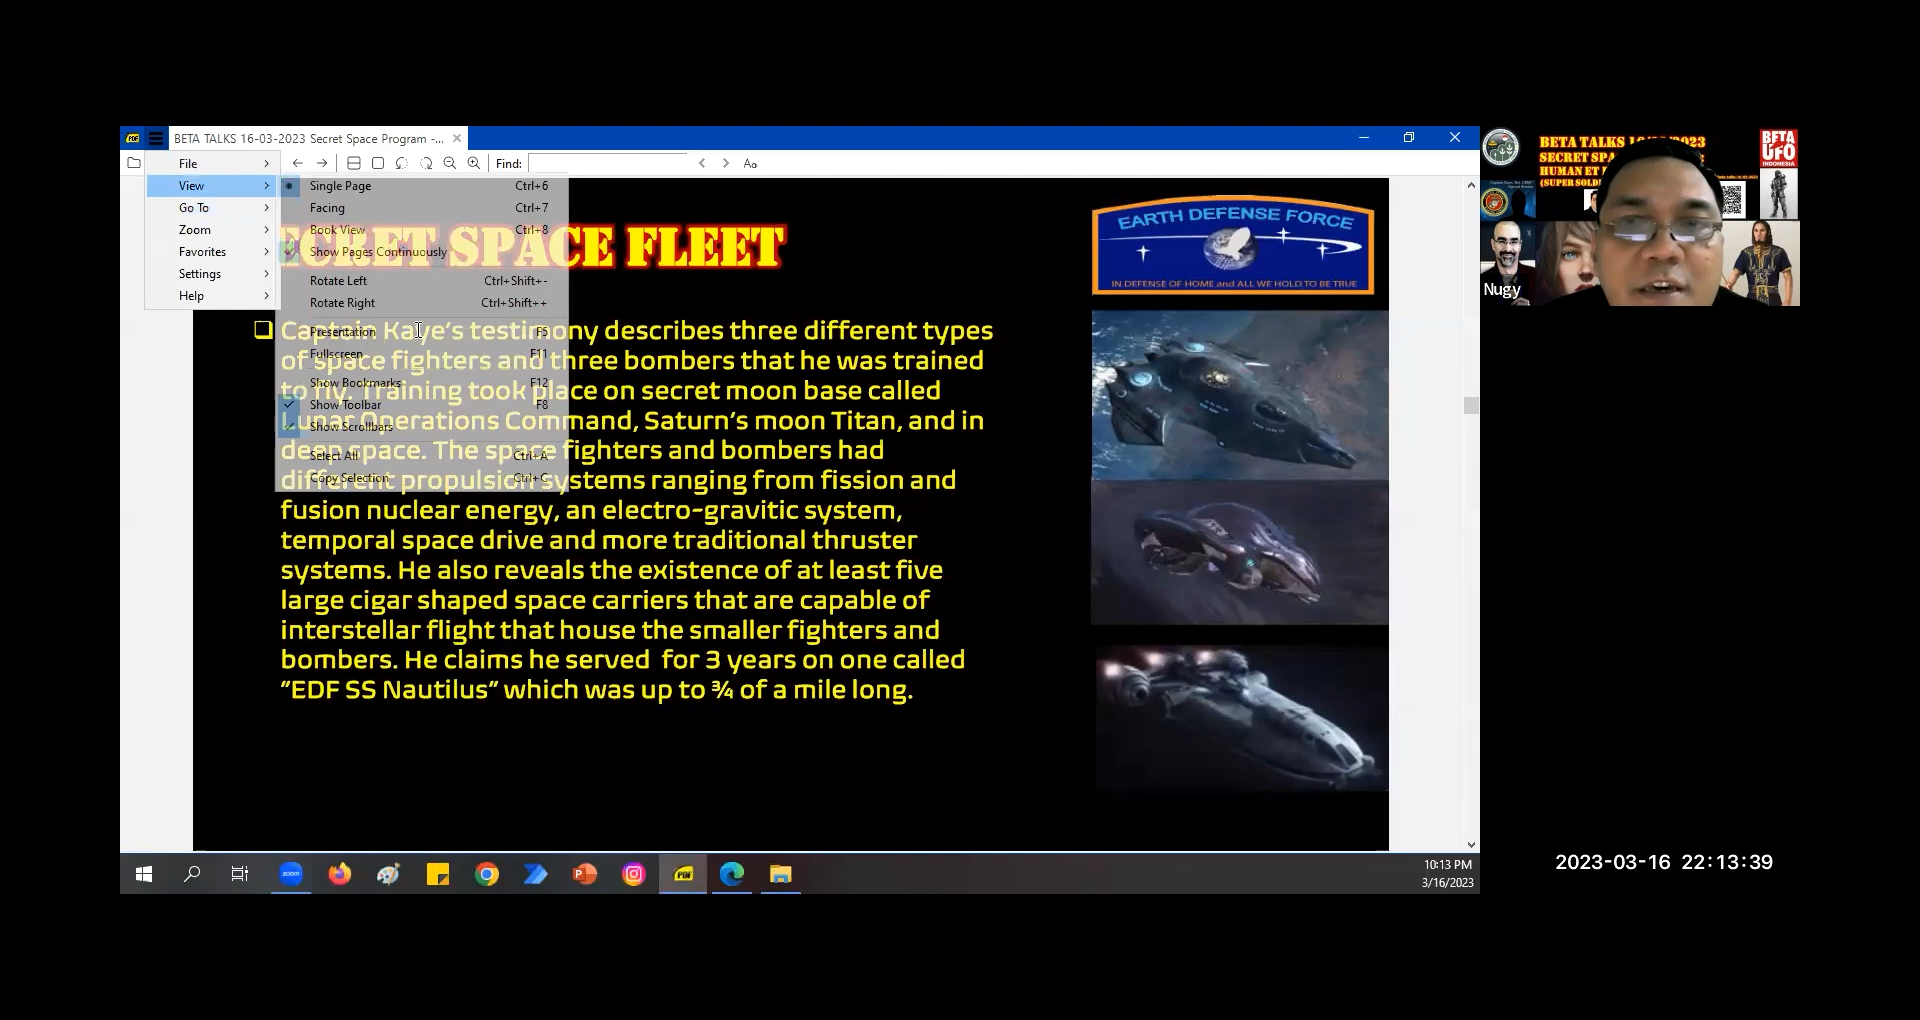 BETA TALKS 16-03-2023 Secret Space Program -...
File
View
Go To
Zoom
Favorites
Settings
Help
Find:
Single Page Ctrl+6
Facing Ctrl+7
Book View Ctrl+8
Show Pages Continuously
Rotate Left Ctrl+Shift+-
Rotate Right Ctrl+Shift++
Presentation F5
Fullscreen F11
Show Bookmarks F12
Show Toolbar F8
Show Scrollbars
Select All Ctrl+A
Copy Selection Ctrl+C
SECRET SPACE FLEET
Captain Kaye's testimony describes three different types
of space fighters and three bombers that he was trained
to fly. Training took place on secret moon base called
Lunar Operations Command, Saturn's moon Titan, and in
deep space. The space fighters and bombers had
different propulsion systems ranging from fission and
fusion nuclear energy, an electro-gravitic system,
temporal space drive and more traditional thruster
systems. He also reveals the existence of at least five
large cigar shaped space carriers that are capable of
interstellar flight that house the smaller fighters and
bombers. He claims he served for 3 years on one called
"EDF SS Nautilus" which was up to ¾ of a mile long.
EARTH DEFENSE FORCE
IN DEFENSE OF HOME and ALL WE HOLD TO BE TRUE
BETA TALKS
SECRET
HUMAN ET
BETA
UFO
INDONESIA
Nugy
zoom
PDF
10:13 PM
3/16/2023
2023-03-16 22:13:39